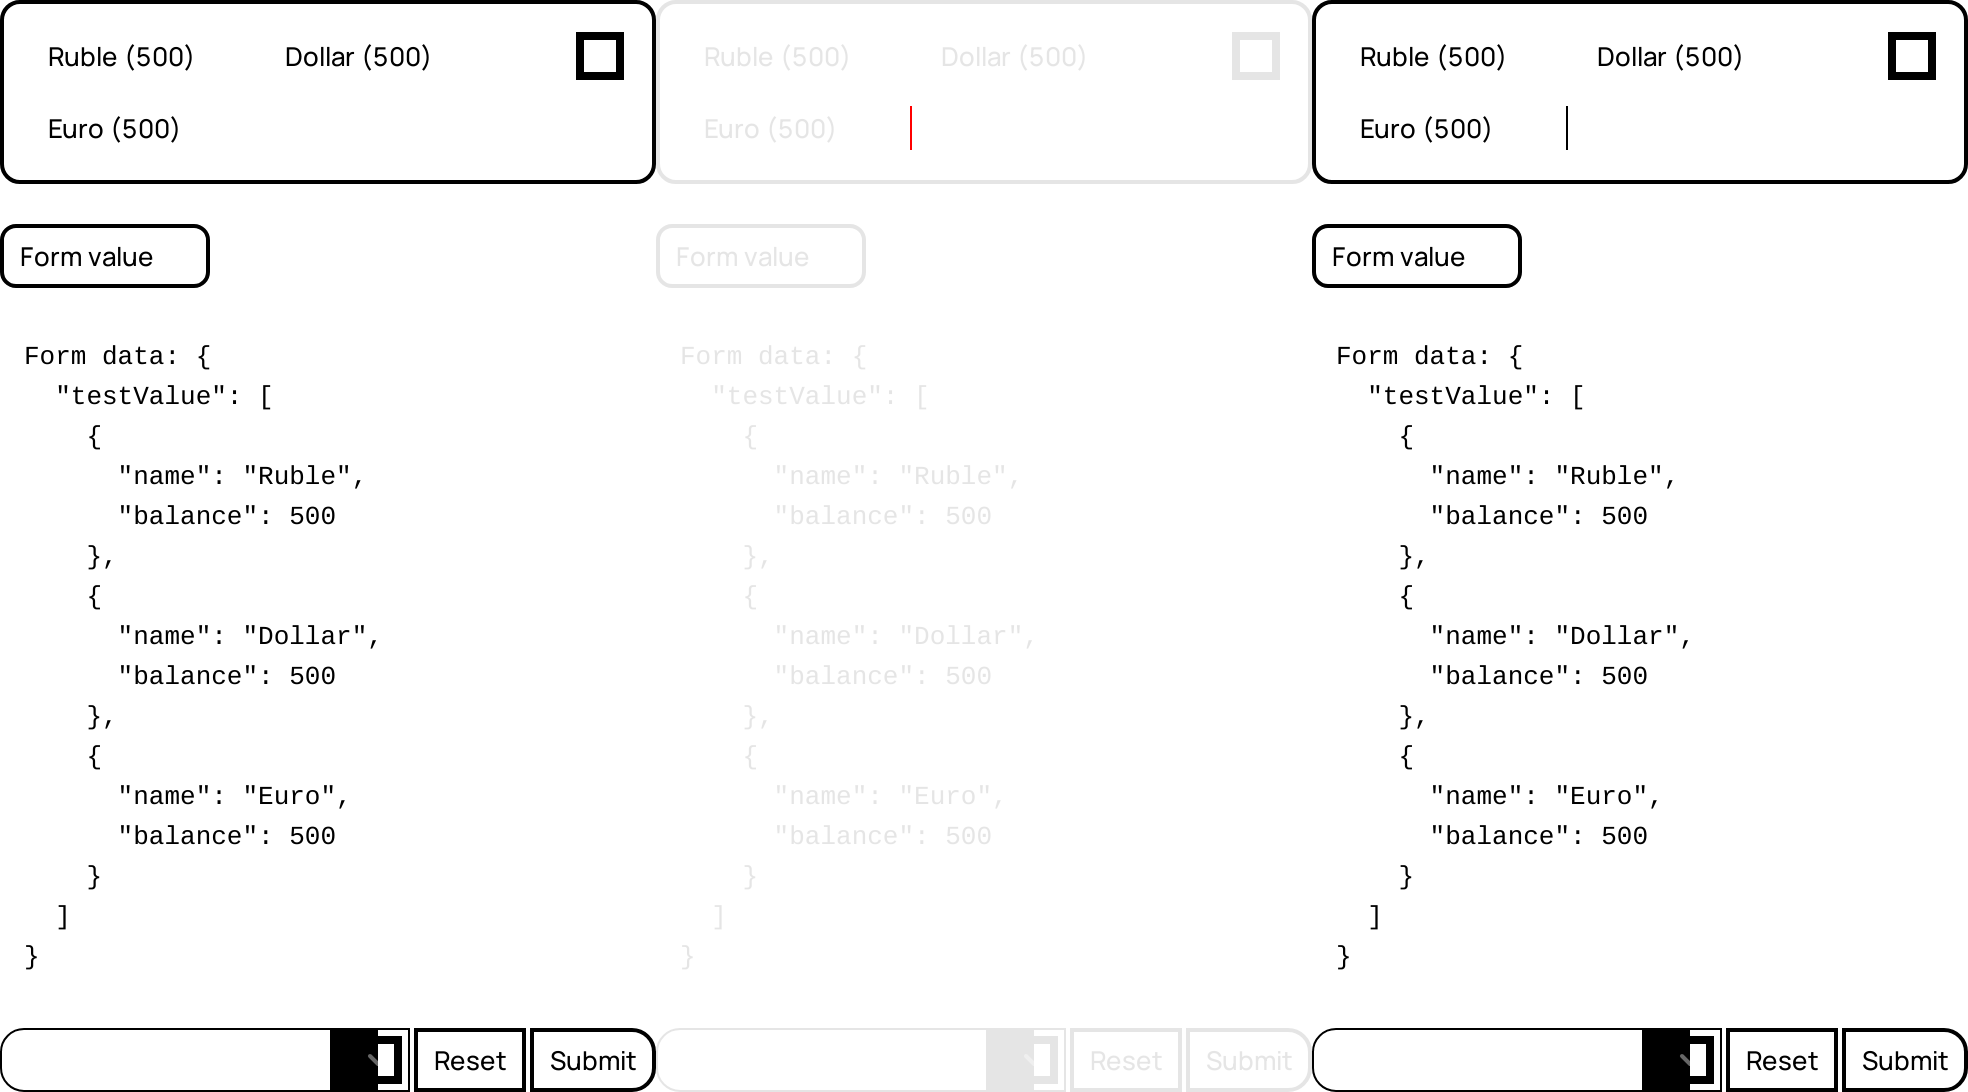 Ruble (500) Dollar (500)
Euro (500)
Form value
Form data: {
  "testValue": [
    {
      "name": "Ruble",
      "balance": 500
    },
    {
      "name": "Dollar",
      "balance": 500
    },
    {
      "name": "Euro",
      "balance": 500
    }
  ]
}
Reset Submit
Ruble (500) Dollar (500)
Euro (500)
Form value
Form data: {
  "testValue": [
    {
      "name": "Ruble",
      "balance": 500
    },
    {
      "name": "Dollar",
      "balance": 500
    },
    {
      "name": "Euro",
      "balance": 500
    }
  ]
}
Reset Submit
Ruble (500) Dollar (500)
Euro (500)
Form value
Form data: {
  "testValue": [
    {
      "name": "Ruble",
      "balance": 500
    },
    {
      "name": "Dollar",
      "balance": 500
    },
    {
      "name": "Euro",
      "balance": 500
    }
  ]
}
Reset Submit